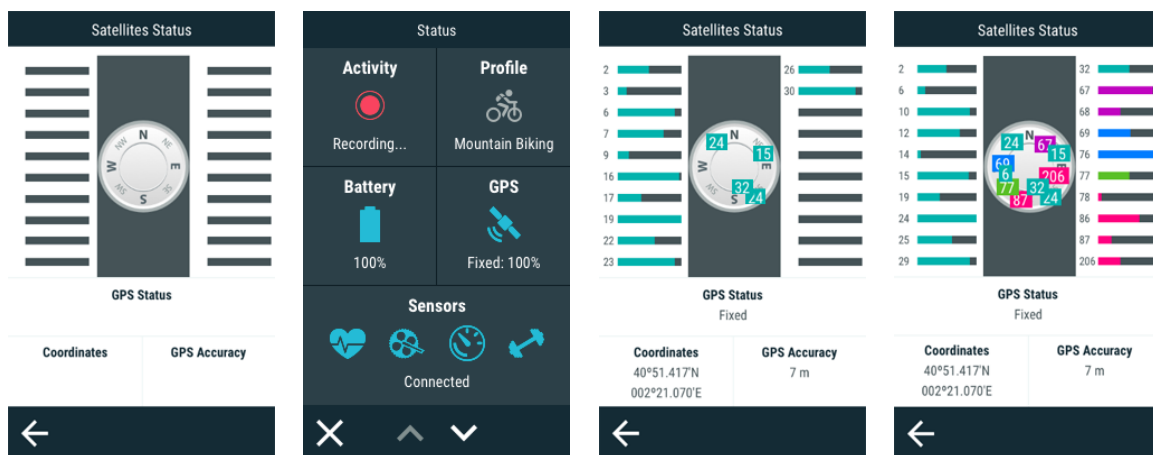 Satellites Status
N
NW
NE
W
E
SW
SE
S
GPS Status
Coordinates
GPS Accuracy
Status
Activity
Profile
Recording...
Mountain Biking
Battery
GPS
100%
Fixed: 100%
Sensors
Connected
Satellites Status
2
26
3
30
6
7
9
16
17
19
22
23
N
24
15
W
32
S
24
GPS Status
Fixed
Coordinates
GPS Accuracy
40º51.417'N
7 m
002º21.070'E
Satellites Status
2
32
6
67
10
68
12
69
14
76
15
77
19
78
24
86
25
87
29
206
24
N
67
15
69
6
206
77
32
87
24
GPS Status
Fixed
Coordinates
GPS Accuracy
40º51.417'N
7 m
002º21.070'E